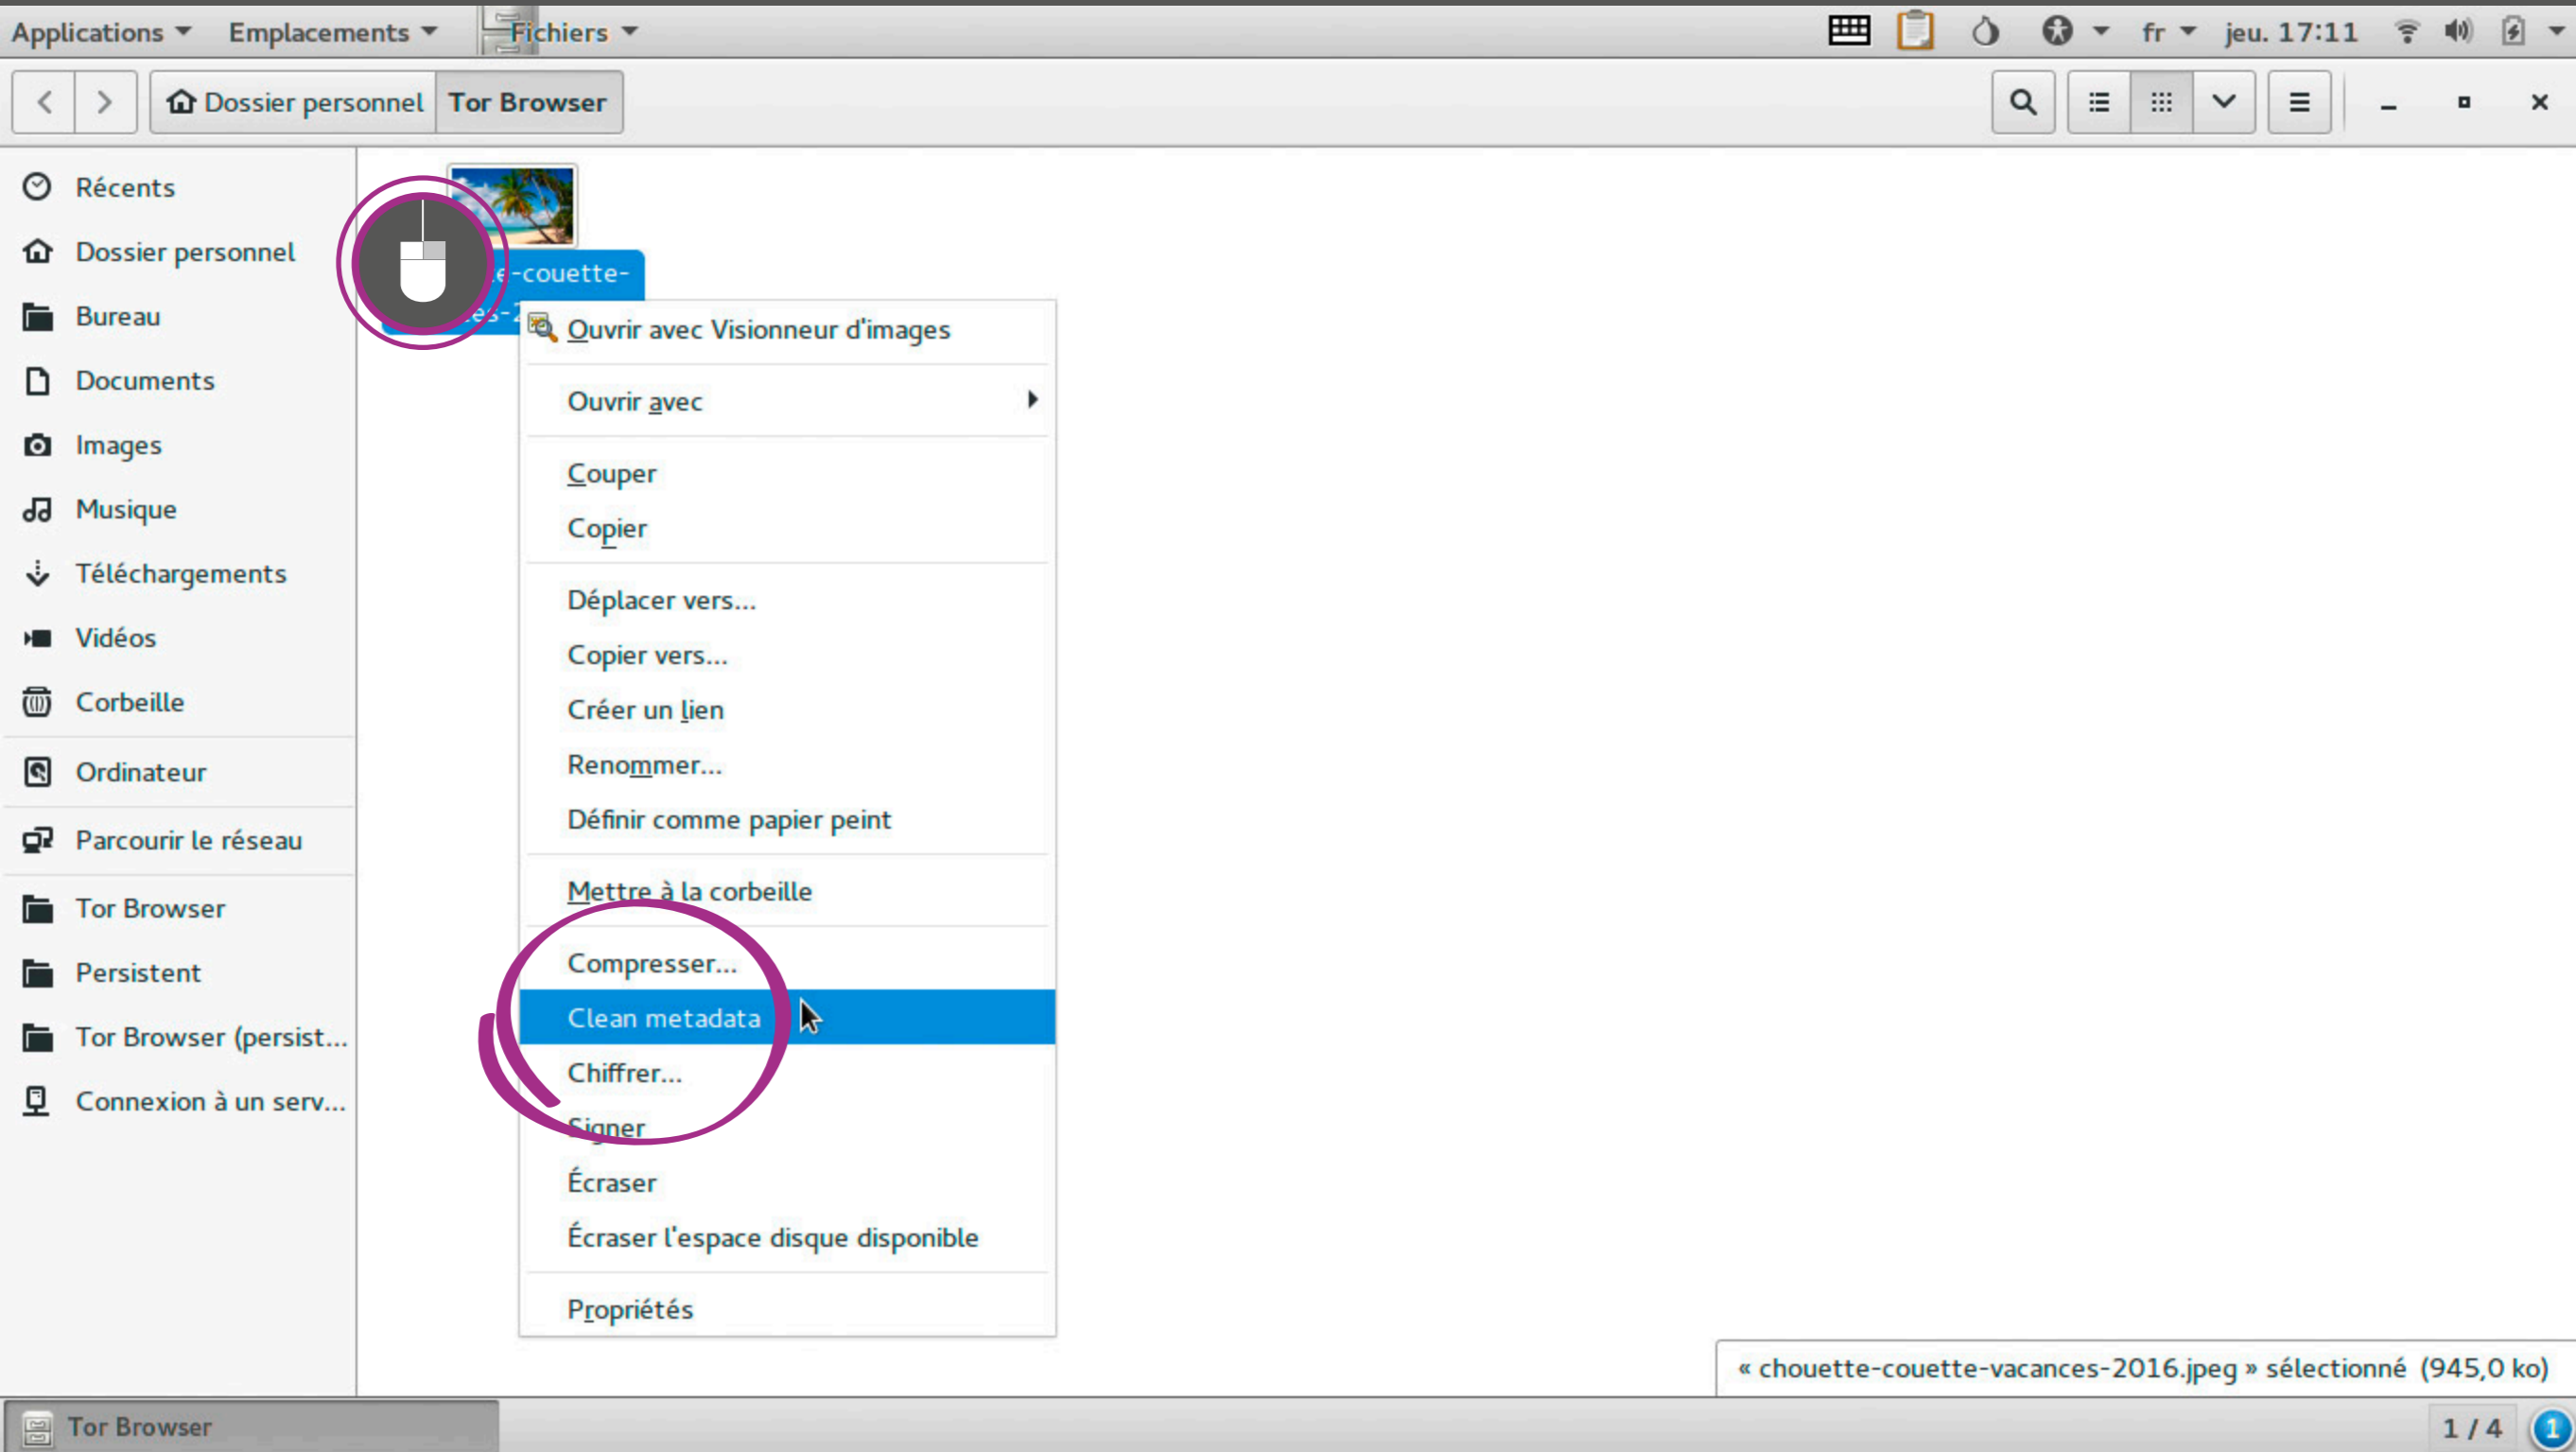 Applications Emplacements Fichiers fr jeu. 17:11
Dossier personnel Tor Browser
Récents
Dossier personnel
Bureau
Documents
Images
Musique
Téléchargements
Vidéos
Corbeille
Ordinateur
Parcourir le réseau
Tor Browser
Persistent
Tor Browser (persist...
Connexion à un serv...
e-couette-
es-2
Ouvrir avec Visionneur d'images
Ouvrir avec
Couper
Copier
Déplacer vers...
Copier vers...
Créer un lien
Renommer...
Définir comme papier peint
Mettre à la corbeille
Compresser...
Clean metadata
Chiffrer...
Signer
Écraser
Écraser l'espace disque disponible
Propriétés
« chouette-couette-vacances-2016.jpeg » sélectionné (945,0 ko)
Tor Browser
1 / 4 1